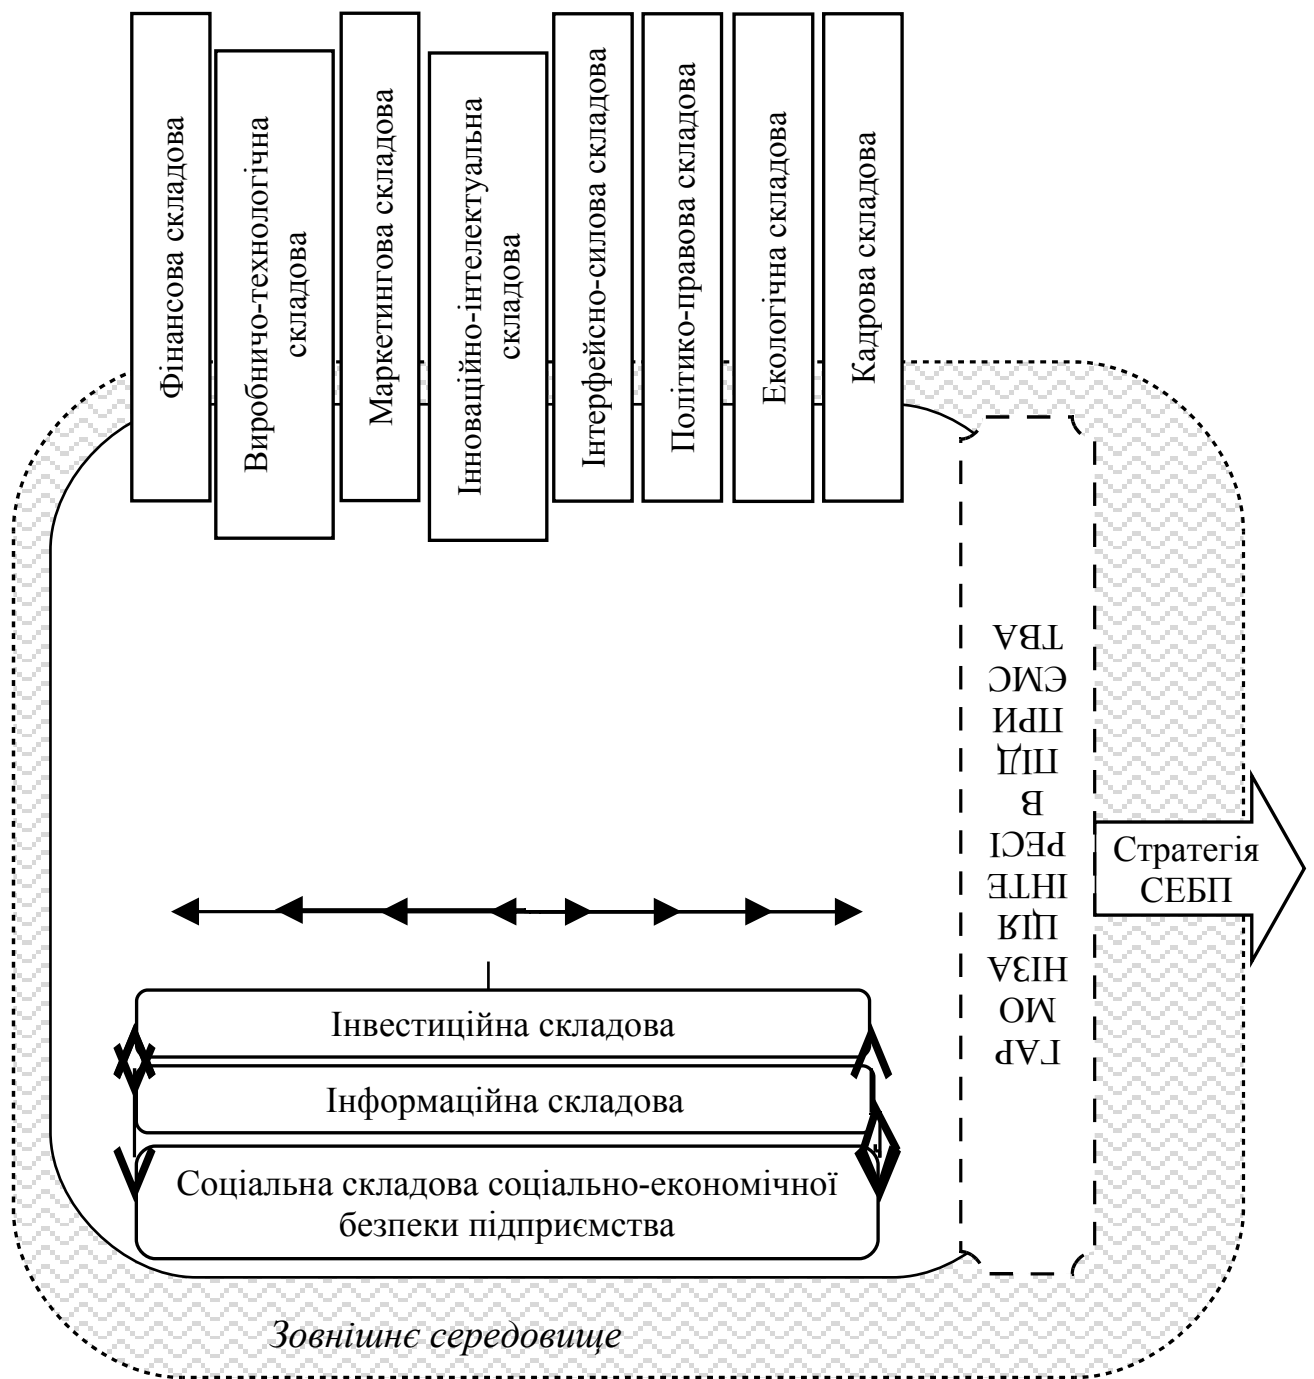 Фінансова складова
Виробничо-технологічна
складова
Маркетингова складова
Інноваційно-інтелектуальна
складова
Інтерфейсно-силова складова
Політико-правова складова
Екологічна складова
Кадрова складова
ГАР
МО
НІЗА
ЦІЯ
ІНТЕ
РЕСІ
В
ПІД
ПРИ
ЄМС
ТВА
Стратегія
СЕБП
Інвестиційна складова
Інформаційна складова
Соціальна складова соціально-економічної
безпеки підприємства
Зовнішнє середовище